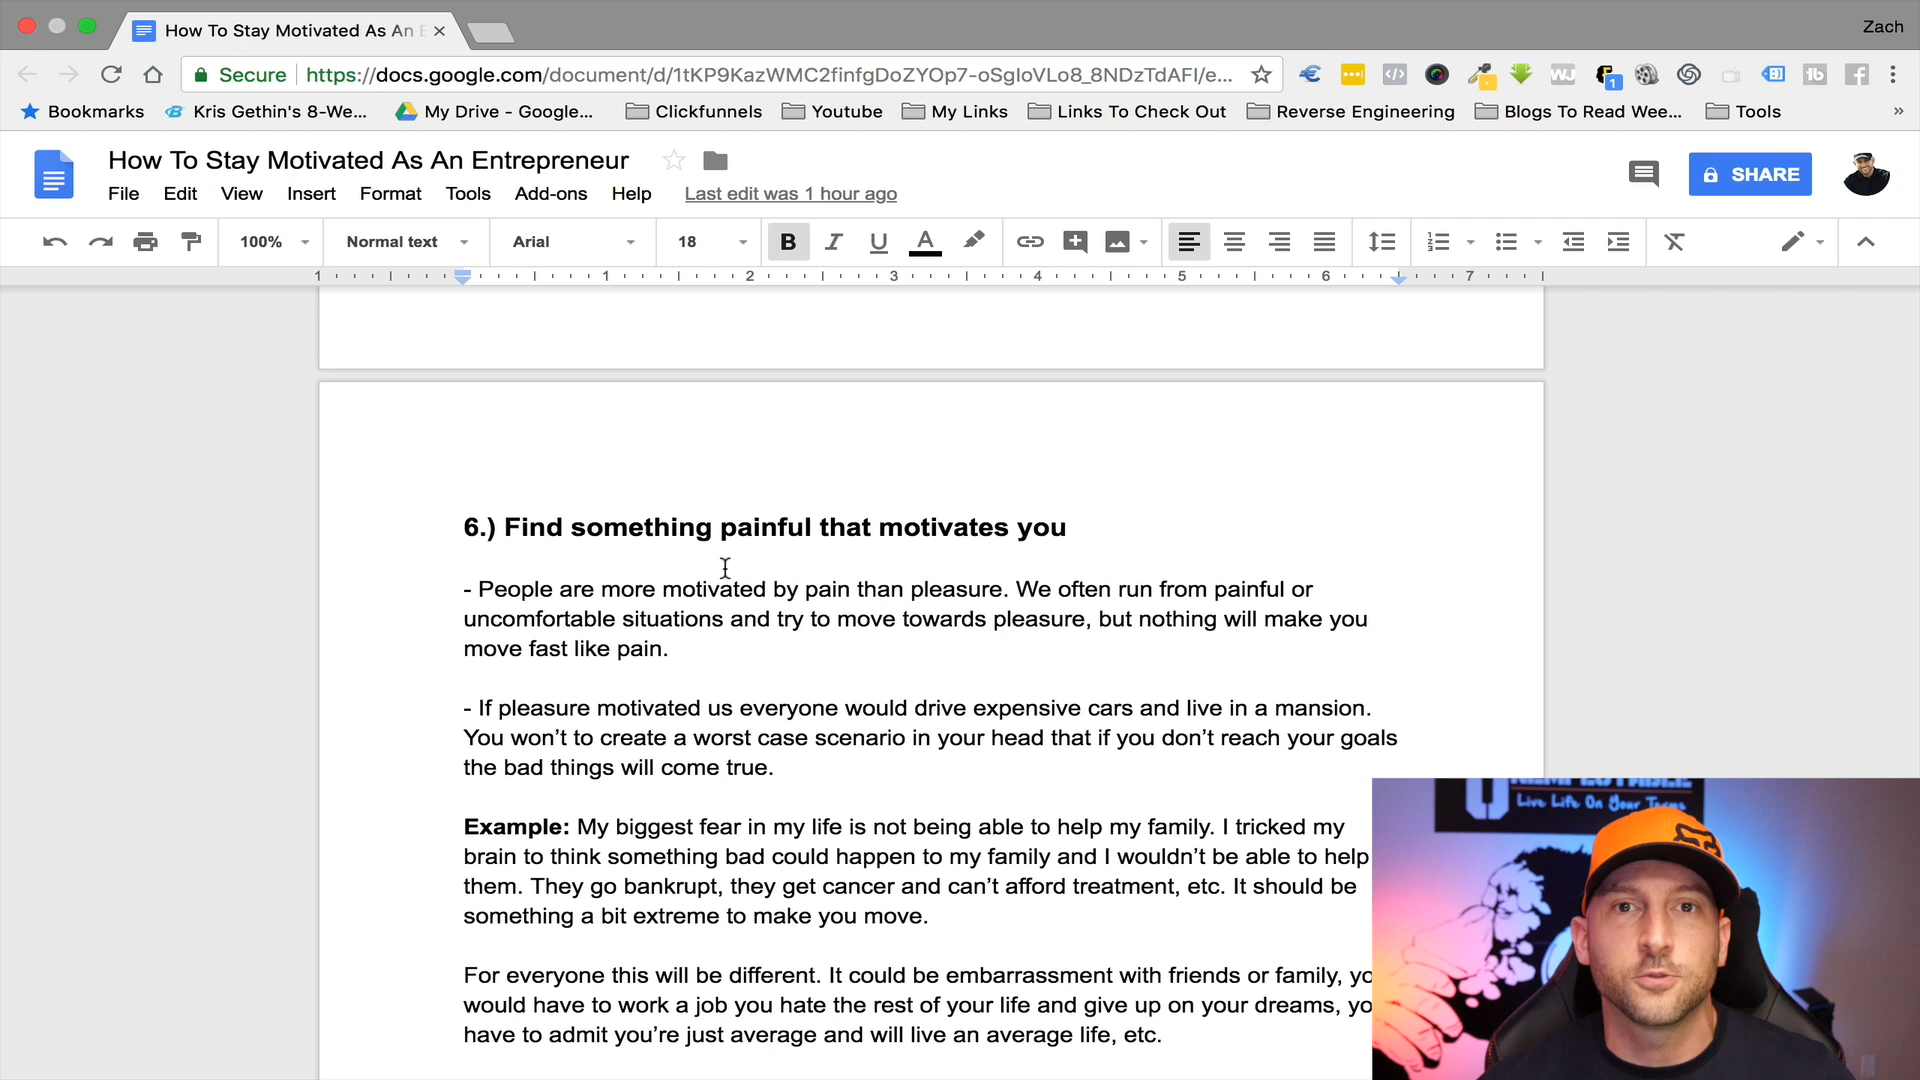 How To Stay Motivated As An E
Zach
Secure
https://docs.google.com/document/d/1tKP9KazWMC2finfgDoZYOp7-oSgIoVLo8_8NDzTdAFI/e...
1
Bookmarks Kris Gethin's 8-We... My Drive - Google... Clickfunnels Youtube My Links Links To Check Out Reverse Engineering Blogs To Read Wee... Tools »
How To Stay Motivated As An Entrepreneur
SHARE
File Edit View Insert Format Tools Add-ons Help Last edit was 1 hour ago
100% Normal text Arial 18 B I U A
1 1 2 3 4 5 6 7
6.) Find something painful that motivates you
- People are more motivated by pain than pleasure. We often run from painful or
uncomfortable situations and try to move towards pleasure, but nothing will make you
move fast like pain.
- If pleasure motivated us everyone would drive expensive cars and live in a mansion.
You won’t to create a worst case scenario in your head that if you don’t reach your goals
the bad things will come true.
Example: My biggest fear in my life is not being able to help my family. I tricked my
brain to think something bad could happen to my family and I wouldn’t be able to help
them. They go bankrupt, they get cancer and can’t afford treatment, etc. It should be
something a bit extreme to make you move.
For everyone this will be different. It could be embarrassment with friends or family, yo
would have to work a job you hate the rest of your life and give up on your dreams, yo
have to admit you’re just average and will live an average life, etc.
Live Life On Your Terms